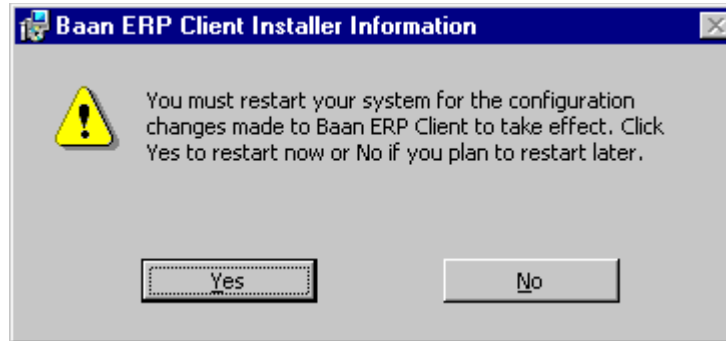 Baan ERP Client Installer Information
You must restart your system for the configuration
changes made to Baan ERP Client to take effect. Click
Yes to restart now or No if you plan to restart later.
Yes
No